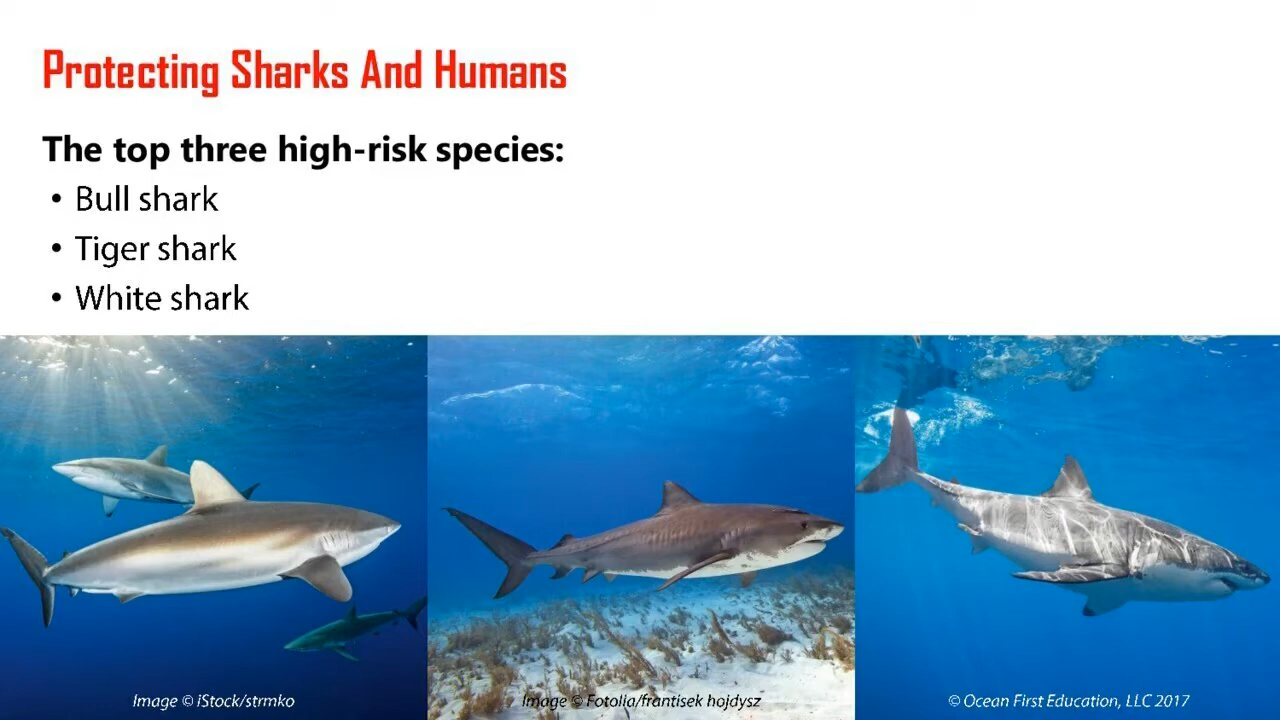 Protecting Sharks And Humans
The top three high-risk species:
• Bull shark
• Tiger shark
• White shark
Image © iStock/strmko
Image © Fotolia/frantisek hojdysz
© Ocean First Education, LLC 2017